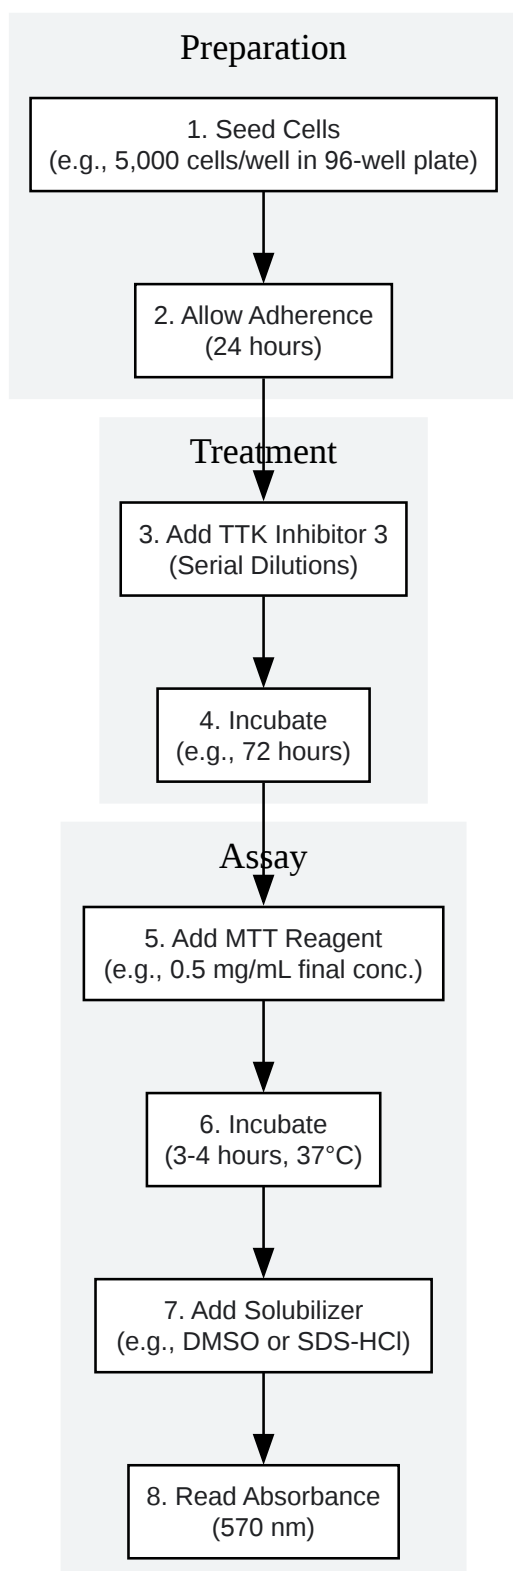 Preparation
1. Seed Cells
(e.g., 5,000 cells/well in 96-well plate)
2. Allow Adherence
(24 hours)
Treatment
3. Add TTK Inhibitor 3
(Serial Dilutions)
4. Incubate
(e.g., 72 hours)
Assay
5. Add MTT Reagent
(e.g., 0.5 mg/mL final conc.)
6. Incubate
(3-4 hours, 37°C)
7. Add Solubilizer
(e.g., DMSO or SDS-HCl)
8. Read Absorbance
(570 nm)